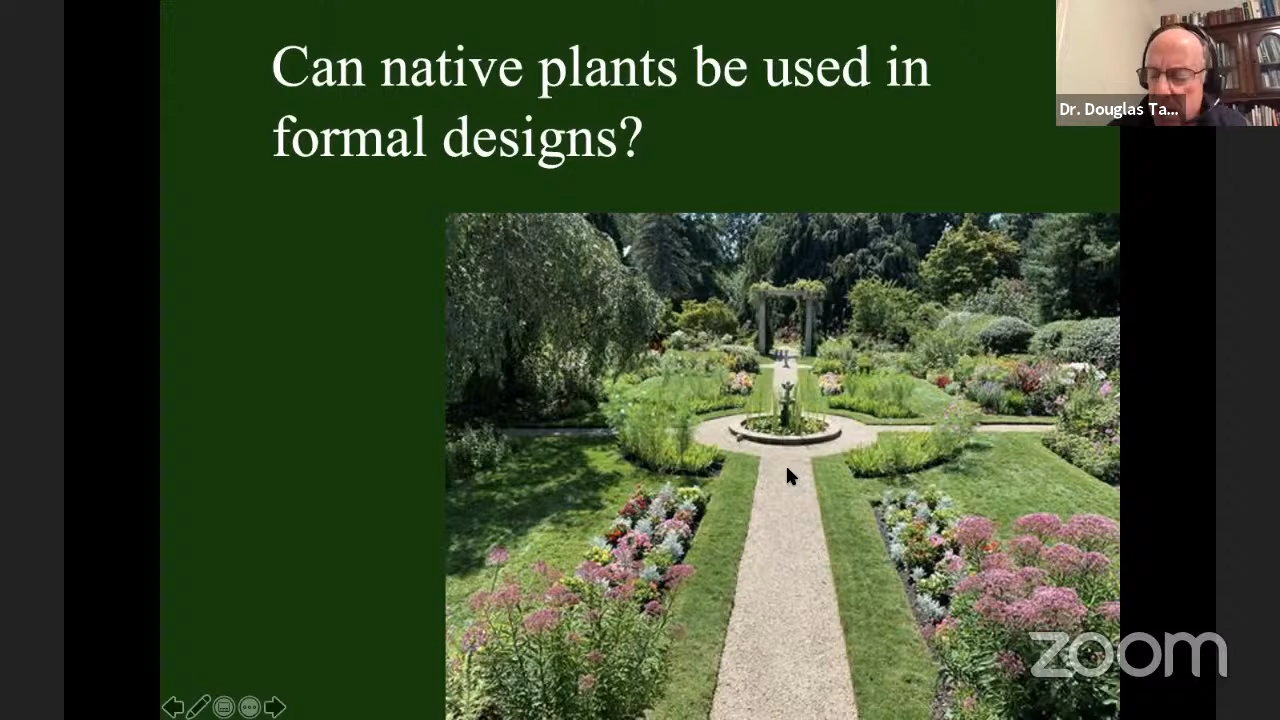 Can native plants be used in
formal designs?
Dr. Douglas Ta...
zoom